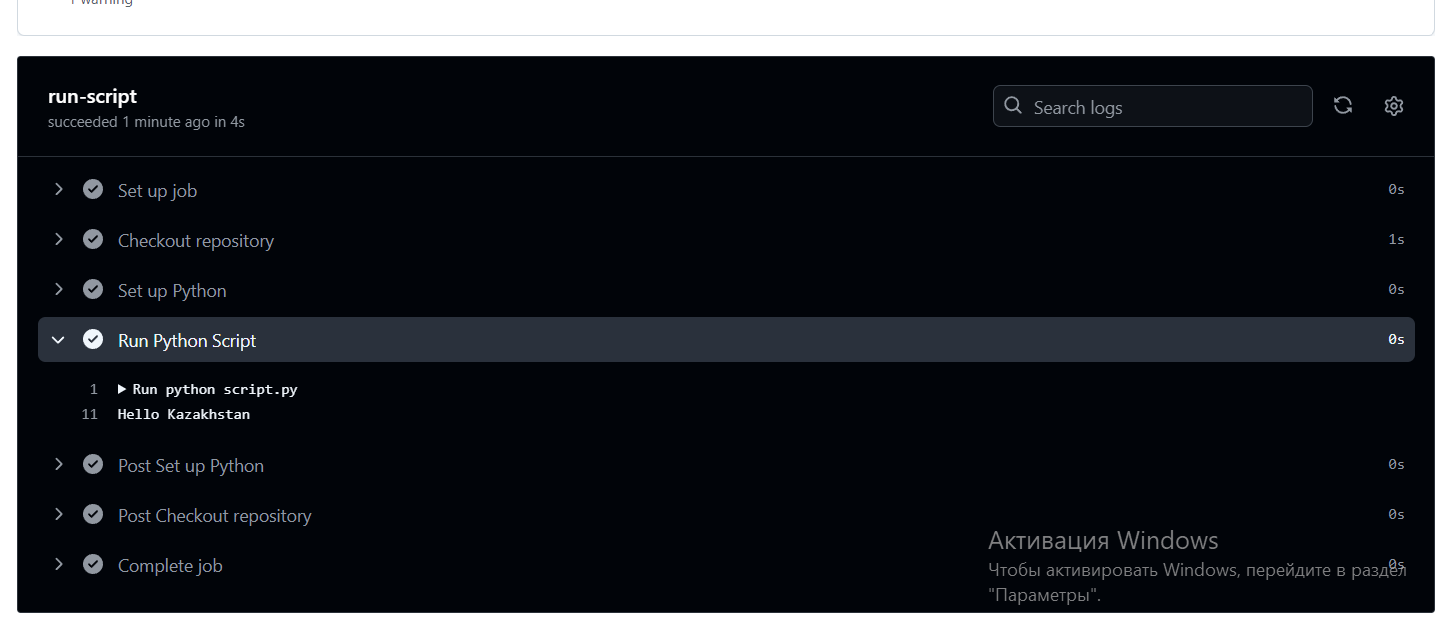 1 warning
run-script
succeeded 1 minute ago in 4s
Search logs
Set up job 0s
Checkout repository 1s
Set up Python 0s
Run Python Script 0s
1 Run python script.py
11 Hello Kazakhstan
Post Set up Python 0s
Post Checkout repository 0s
Complete job 0s
Активация Windows
Чтобы активировать Windows, перейдите в раздел
"Параметры".